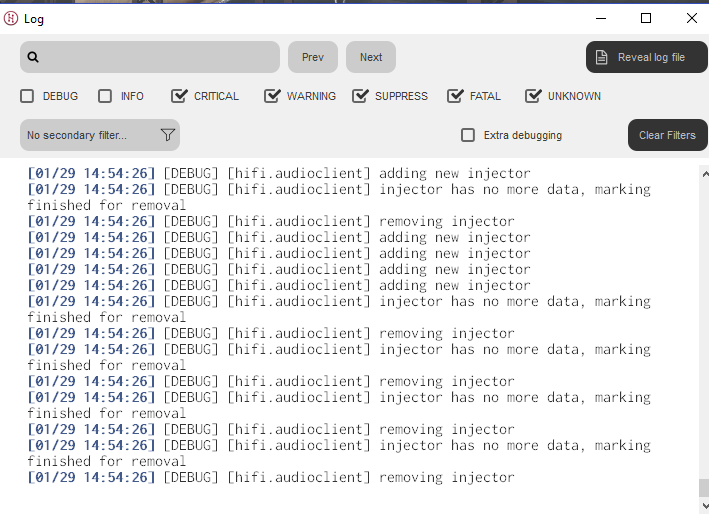 Log
Prev
Next
Reveal log file
DEBUG
INFO
CRITICAL
WARNING
SUPPRESS
FATAL
UNKNOWN
No secondary filter...
Extra debugging
Clear Filters
[01/29 14:54:26] [DEBUG] [hifi.audioclient] adding new injector
[01/29 14:54:26] [DEBUG] [hifi.audioclient] injector has no more data, marking
finished for removal
[01/29 14:54:26] [DEBUG] [hifi.audioclient] removing injector
[01/29 14:54:26] [DEBUG] [hifi.audioclient] adding new injector
[01/29 14:54:26] [DEBUG] [hifi.audioclient] adding new injector
[01/29 14:54:26] [DEBUG] [hifi.audioclient] adding new injector
[01/29 14:54:26] [DEBUG] [hifi.audioclient] adding new injector
[01/29 14:54:26] [DEBUG] [hifi.audioclient] injector has no more data, marking
finished for removal
[01/29 14:54:26] [DEBUG] [hifi.audioclient] removing injector
[01/29 14:54:26] [DEBUG] [hifi.audioclient] injector has no more data, marking
finished for removal
[01/29 14:54:26] [DEBUG] [hifi.audioclient] removing injector
[01/29 14:54:26] [DEBUG] [hifi.audioclient] injector has no more data, marking
finished for removal
[01/29 14:54:26] [DEBUG] [hifi.audioclient] removing injector
[01/29 14:54:26] [DEBUG] [hifi.audioclient] injector has no more data, marking
finished for removal
[01/29 14:54:26] [DEBUG] [hifi.audioclient] removing injector